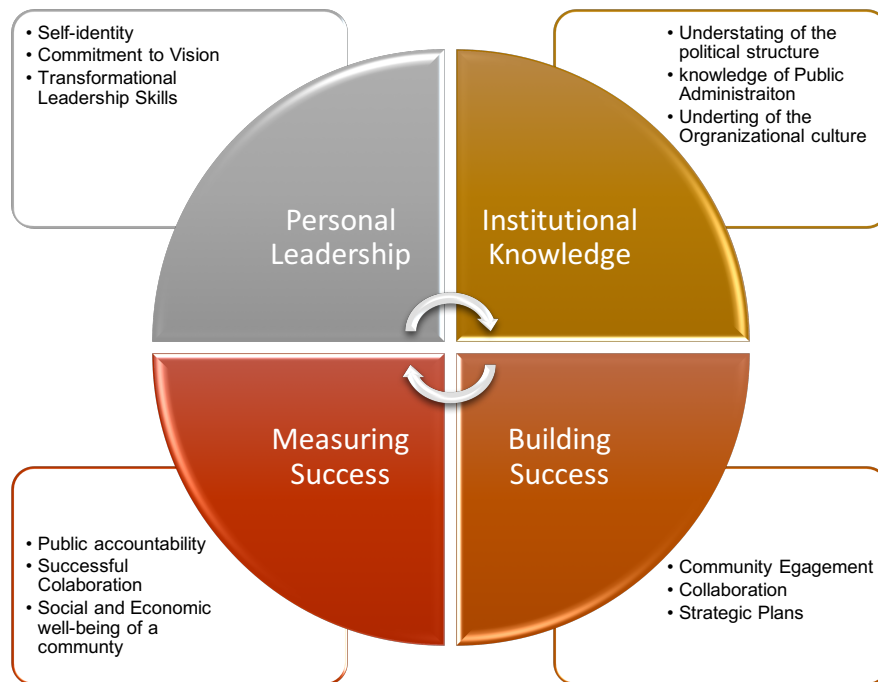 • Self-identity
• Commitment to Vision
• Transformational
Leadership Skills
• Understating of the
political structure
• knowledge of Public
Administraiton
• Underting of the
Orgranizational culture
Personal
Leadership
Institutional
Knowledge
Measuring
Success
Building
Success
• Public accountability
• Successful
Colaboration
• Social and Economic
well-being of a
communty
• Community Egagement
• Collaboration
• Strategic Plans